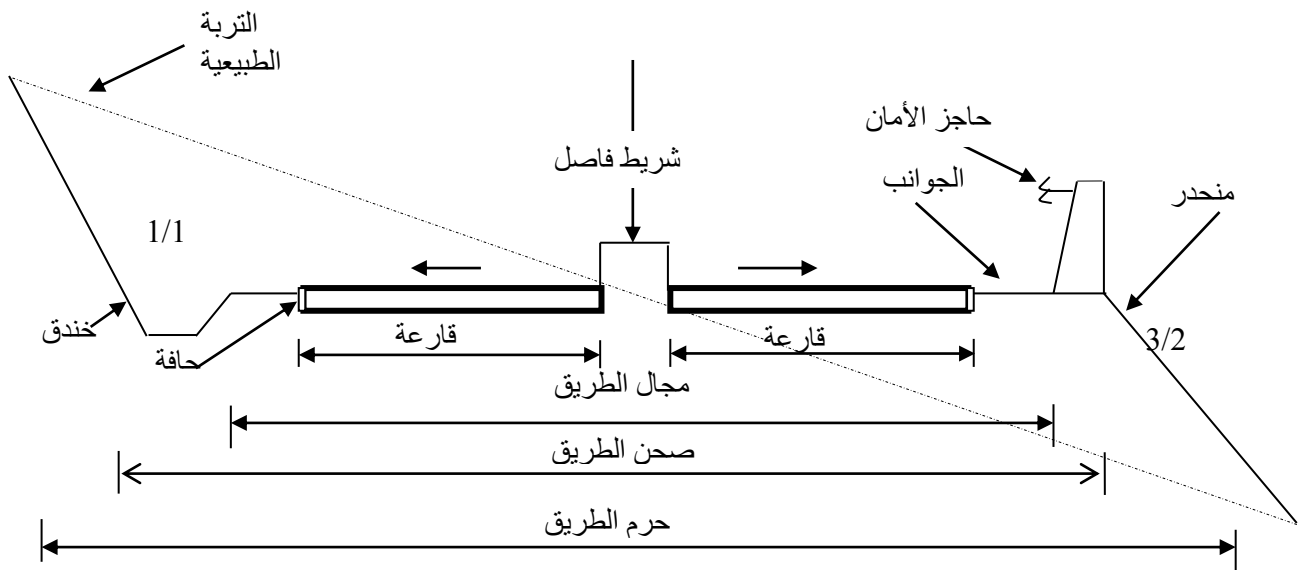 التربة
الطبيعية
حاجز الأمان
شريط فاصل
الجوانب
منحدر
1/1
خندق
حافة
قارعة
قارعة
3/2
مجال الطريق
صحن الطريق
حرم الطريق